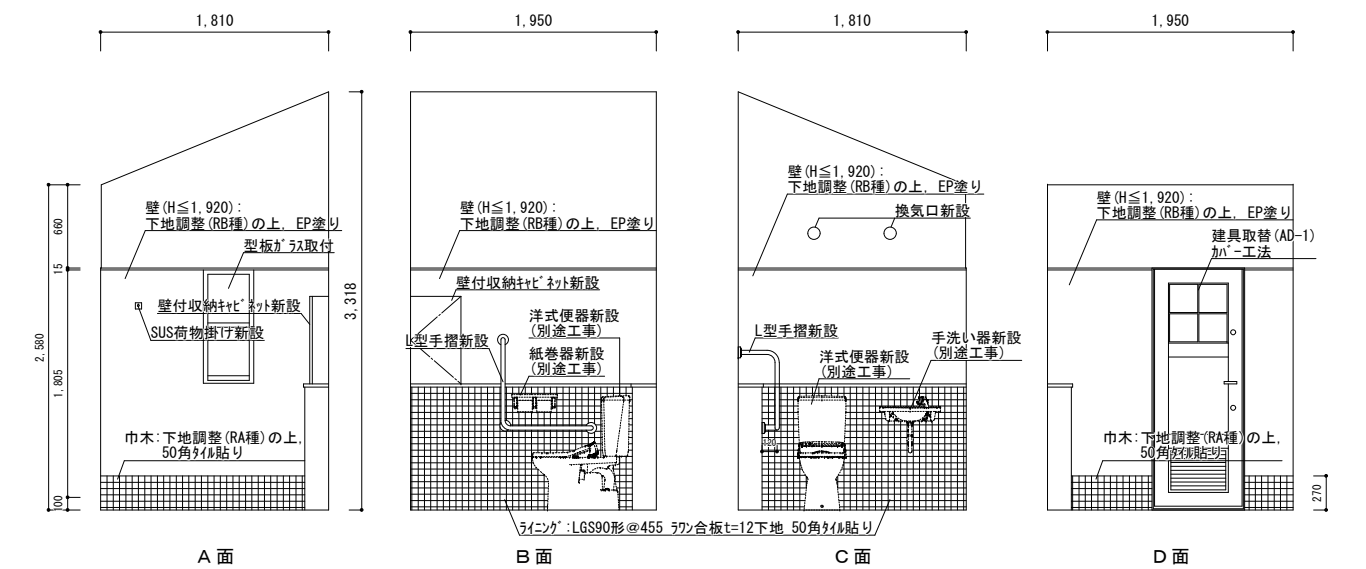 1,810
1,950
1,810
1,950
壁(H≦1,920):
下地調整(RB種)の上, EP塗り
型板ガラス取付
壁付収納キャビネット新設
SUS荷物掛け新設
巾木:下地調整(RA種)の上,
50角タイル貼り
660
15
2,580
1,805
100
3,318
壁(H≦1,920):
下地調整(RB種)の上, EP塗り
壁付収納キャビネット新設
洋式便器新設
(別途工事)
L型手摺新設
紙巻器新設
(別途工事)
壁(H≦1,920):
下地調整(RB種)の上, EP塗り
換気口新設
L型手摺新設
洋式便器新設
(別途工事)
手洗い器新設
(別途工事)
120
壁(H≦1,920):
下地調整(RB種)の上, EP塗り
建具取替(AD-1)
カバー工法
巾木:下地調整(RA種)の上,
50角タイル貼り
270
ライニング:LGS90形@455 ラワン合板t=12下地 50角タイル貼り
A面
B面
C面
D面